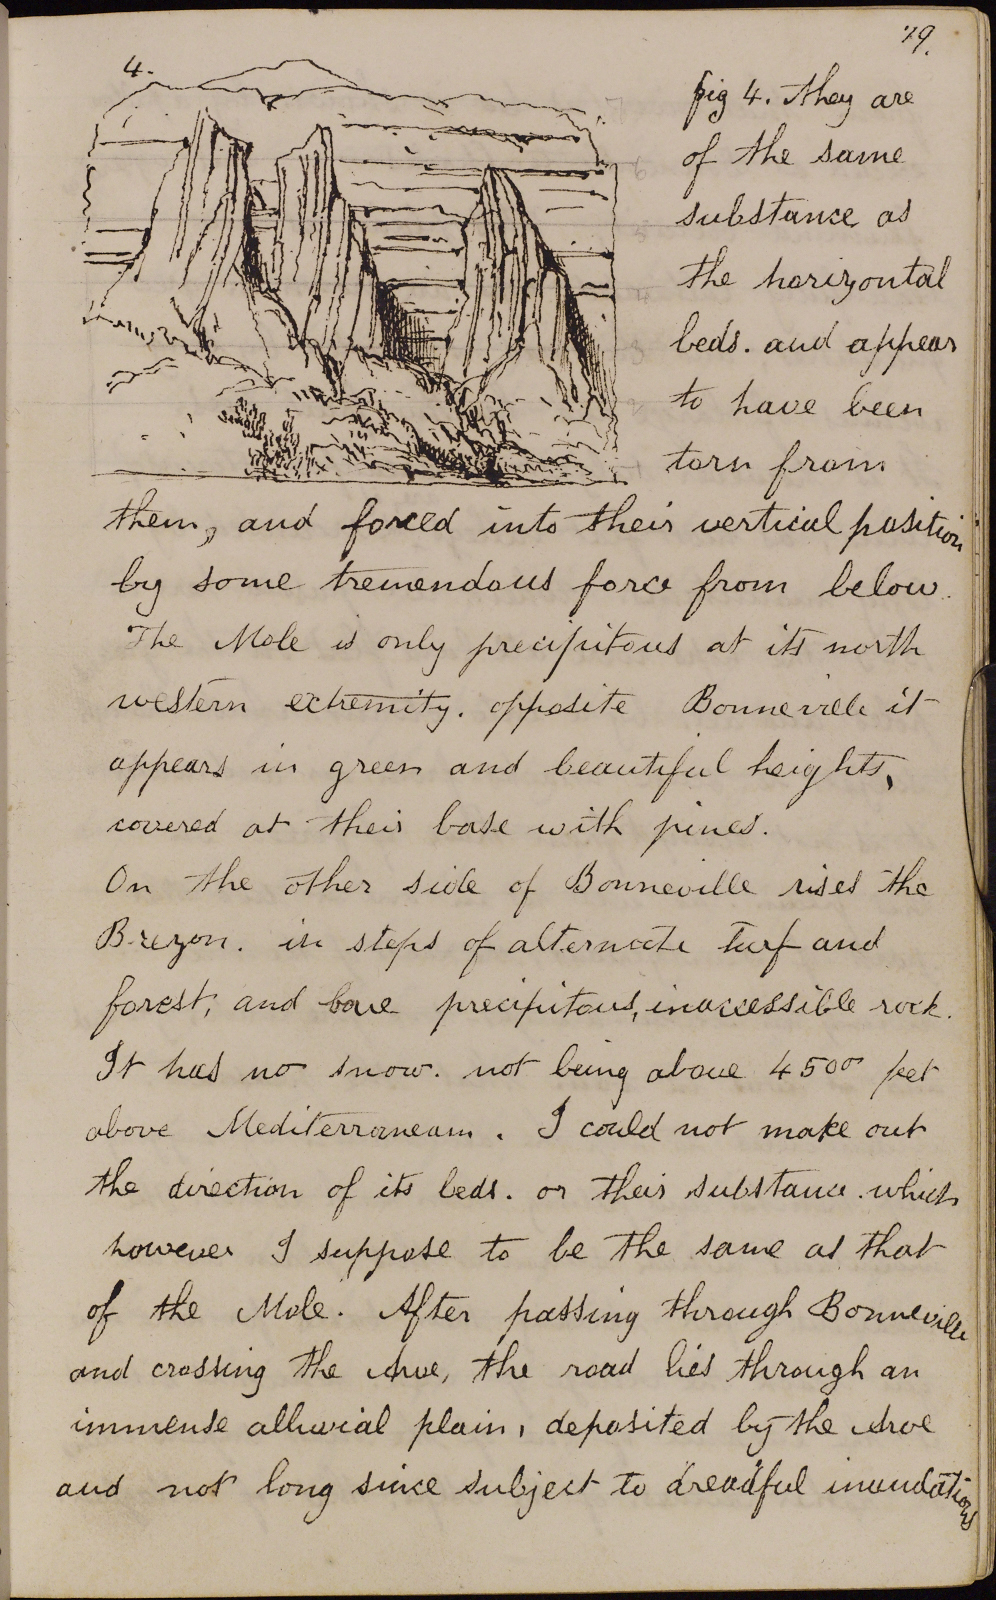 79.
4.
fig 4. They are
of the same
substance as
the horizontal
beds. and appear
to have been
torn from
them, and forced into their vertical position
by some tremendous force from below.
The Mole is only precipitous at its north
western extremity. opposite Bonneville it
appears in green and beautiful heights,
covered at their base with pines.
On the other side of Bonneville rises the
Brezon. in steps of alternate turf and
forest, and bare precipitous, inaccessible rock.
It has no snow. not being above 4500 feet
above Mediterraneam. I could not make out
the direction of its beds. or their substance. which
however I suppose to be the same as that
of the Mole. After passing through Bonneville
and crossing the Arve, the road lies through an
immense alluvial plain, deposited by the Arve
and not long since subject to dreadful inundations